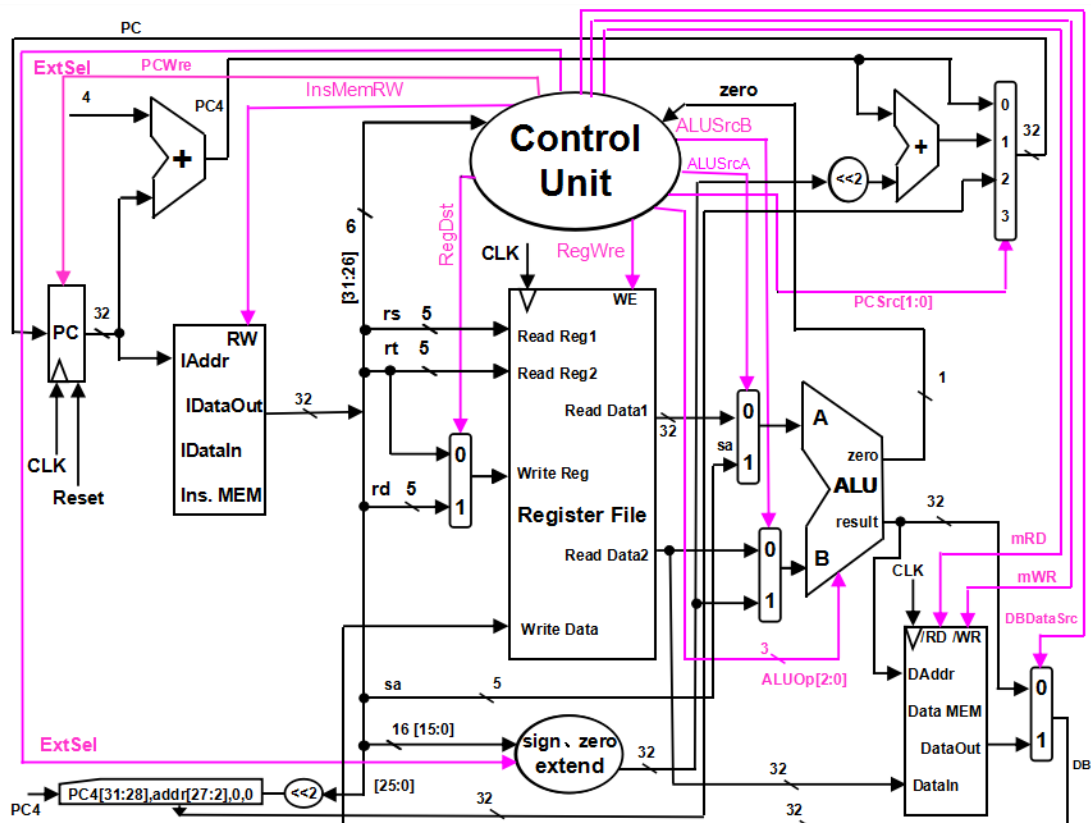 PC
ExtSel
PCWre
InsMemRW
4
PC4
+
Control
Unit
zero
ALUSrcB
ALUSrcA
<<2
+
0
1
2
3
32
6
[31:26]
RegDst
CLK
RegWre
PCSrc[1:0]
PC
32
CLK
Reset
RW
IAddr
IDataOut
IDataIn
Ins. MEM
32
rs 5
rt 5
rd 5
0
1
WE
Read Reg1
Read Reg2
Read Data1
Write Reg
Register File
Read Data2
Write Data
32
sa
0
1
0
1
A
zero
ALU
result
B
1
32
3
ALUOp[2:0]
mRD
mWR
DBDataSrc
CLK
/RD /WR
DAddr
Data MEM
DataOut
DataIn
0
1
DB
sa 5
16 [15:0]
ExtSel
sign、zero
extend
32
32
[25:0]
PC4
PC4[31:28],addr[27:2],0,0
<<2
32
32